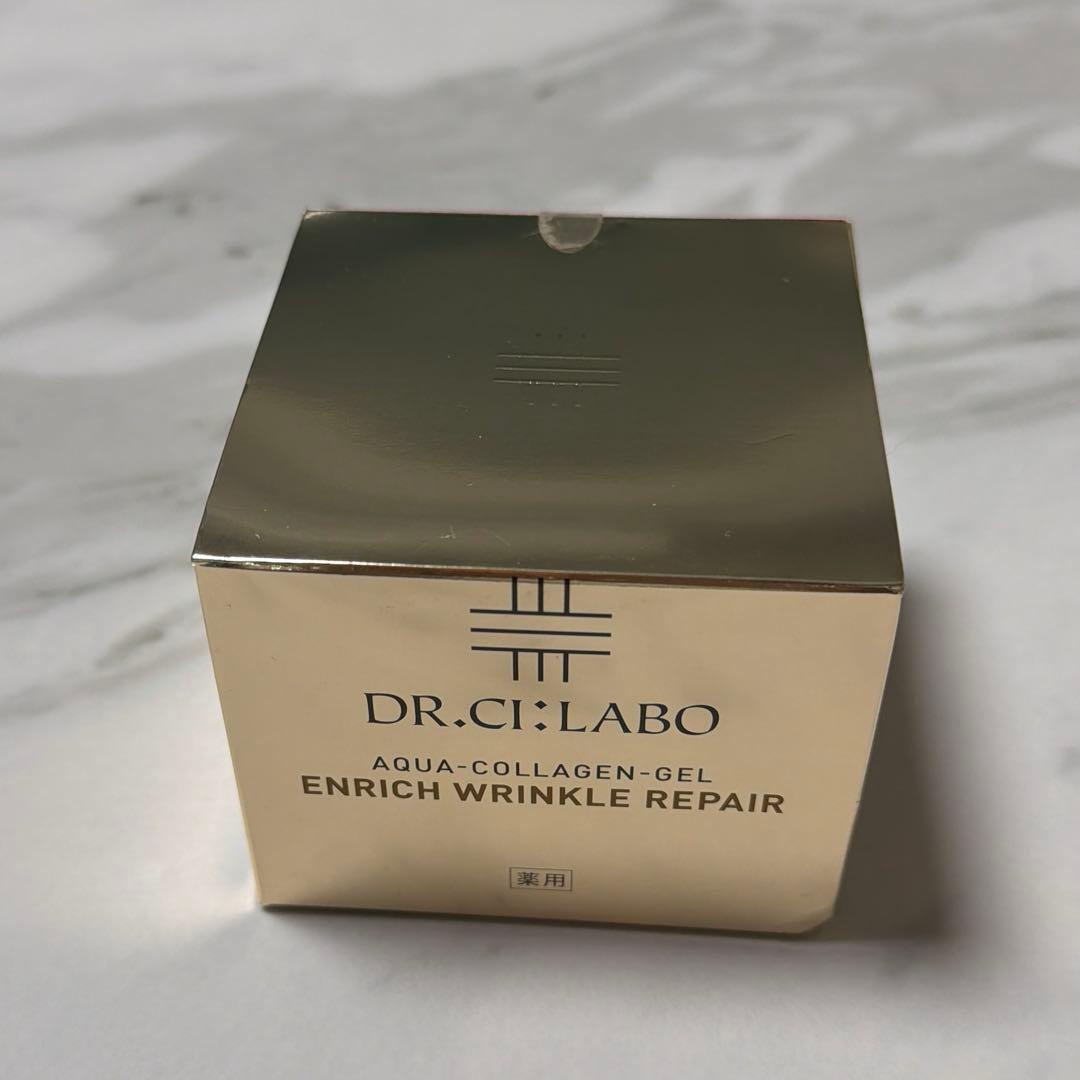 DR.CI:LABO
AQUA-COLLAGEN-GEL
ENRICH WRINKLE REPAIR
薬用